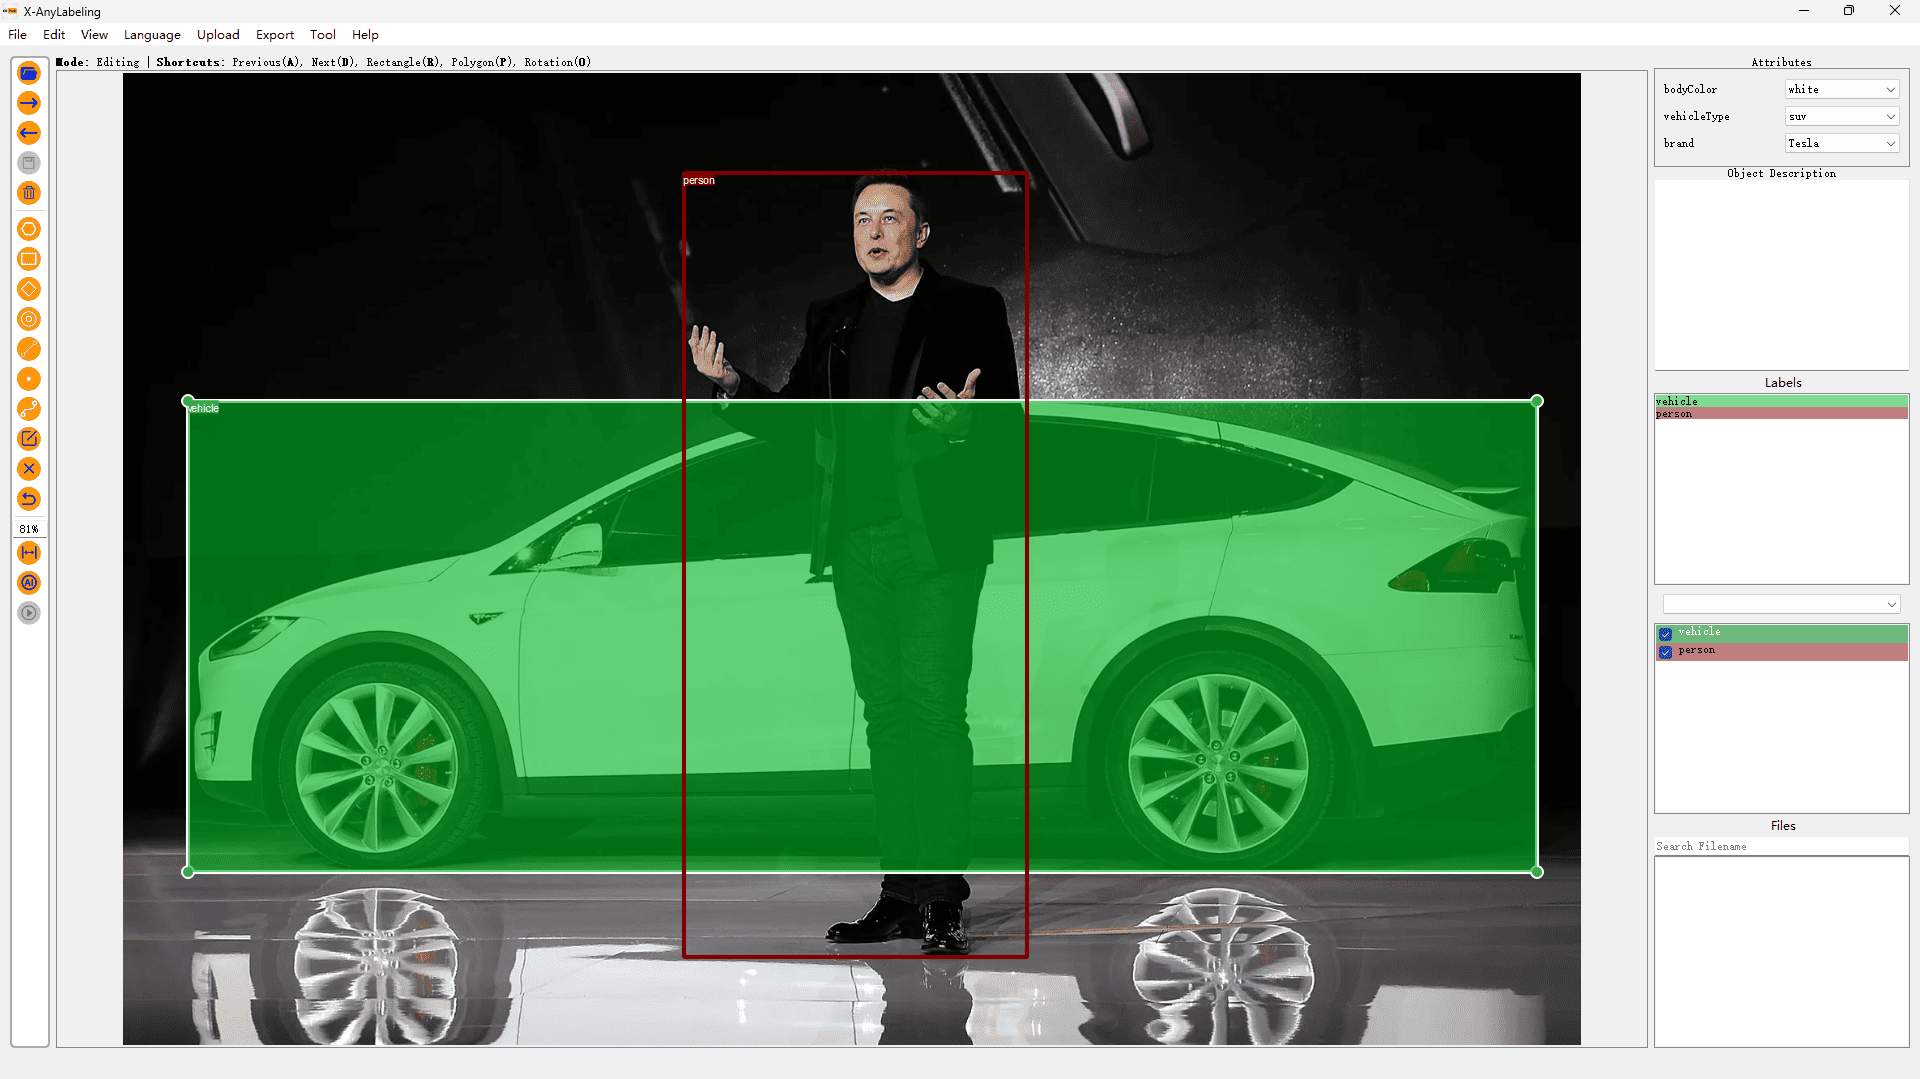 X-AnyLabeling
File Edit View Language Upload Export Tool Help
Mode: Editing | Shortcuts: Previous(A), Next(D), Rectangle(R), Polygon(P), Rotation(O)
person
vehicle
AI
81%
Attributes
bodyColor white
vehicleType suv
brand Tesla
Object Description
Labels
vehicle
person
vehicle
person
Files
Search Filename